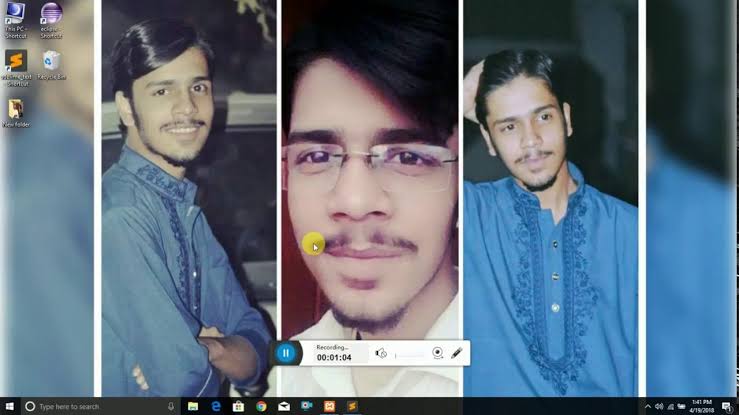 This PC -
Shortcut
eclipse -
Shortcut
Shortcut
Recycle Bin
New folder
Recording...
00:01:04
Type here to search
1:41 PM
4/19/2018